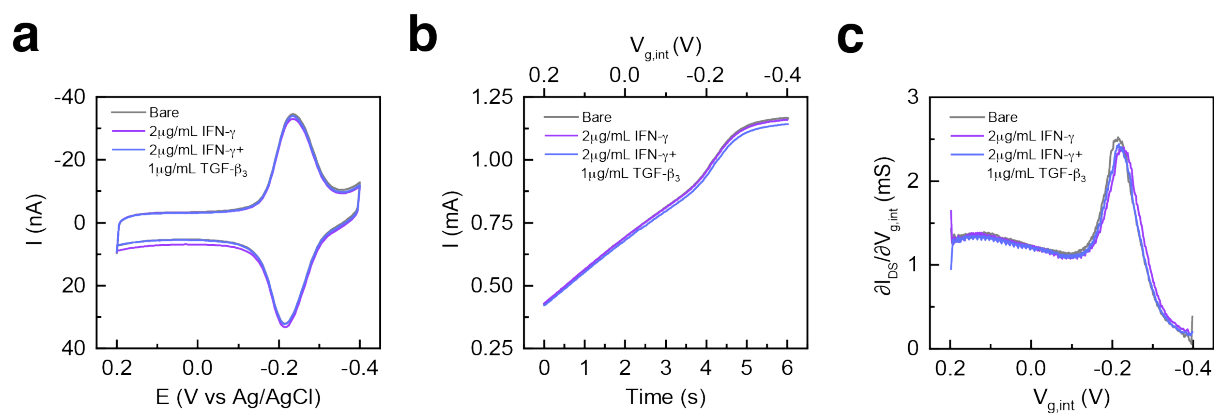 a
-40
-20
0
20
40
I (nA)
0.2
0.0
-0.2
-0.4
E (V vs Ag/AgCl)
Bare
2μg/mL IFN-γ
2μg/mL IFN-γ+
1μg/mL TGF-β₃
b
V_g,int (V)
0.2
0.0
-0.2
-0.4
1.25
1.00
0.75
0.50
0.25
I (mA)
0
1
2
3
4
5
6
Time (s)
Bare
2μg/mL IFN-γ
2μg/mL IFN-γ+
1μg/mL TGF-β₃
c
3
2
1
0
∂I_DS/∂V_g,int (mS)
0.2
0.0
-0.2
-0.4
V_g,int (V)
Bare
2μg/mL IFN-γ
2μg/mL IFN-γ+
1μg/mL TGF-β₃